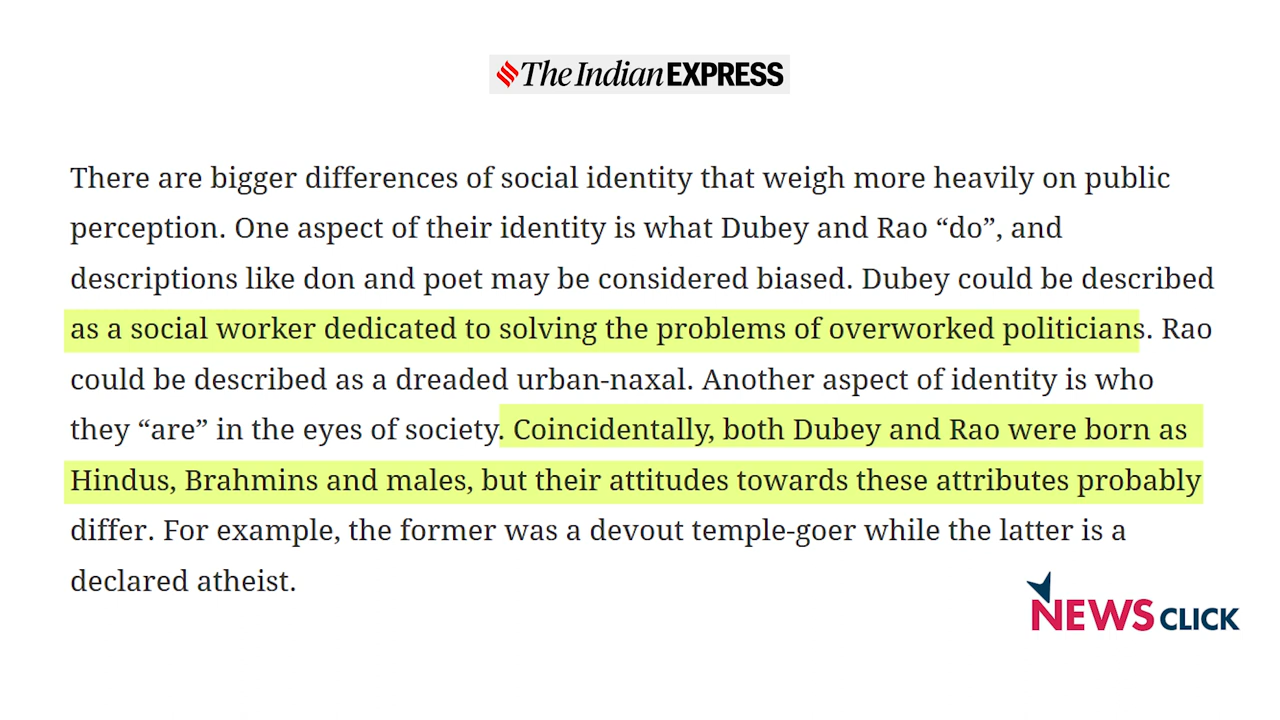 The Indian EXPRESS
There are bigger differences of social identity that weigh more heavily on public
perception. One aspect of their identity is what Dubey and Rao “do”, and
descriptions like don and poet may be considered biased. Dubey could be described
as a social worker dedicated to solving the problems of overworked politicians. Rao
could be described as a dreaded urban-naxal. Another aspect of identity is who
they “are” in the eyes of society. Coincidentally, both Dubey and Rao were born as
Hindus, Brahmins and males, but their attitudes towards these attributes probably
differ. For example, the former was a devout temple-goer while the latter is a
declared atheist.
NEWS CLICK